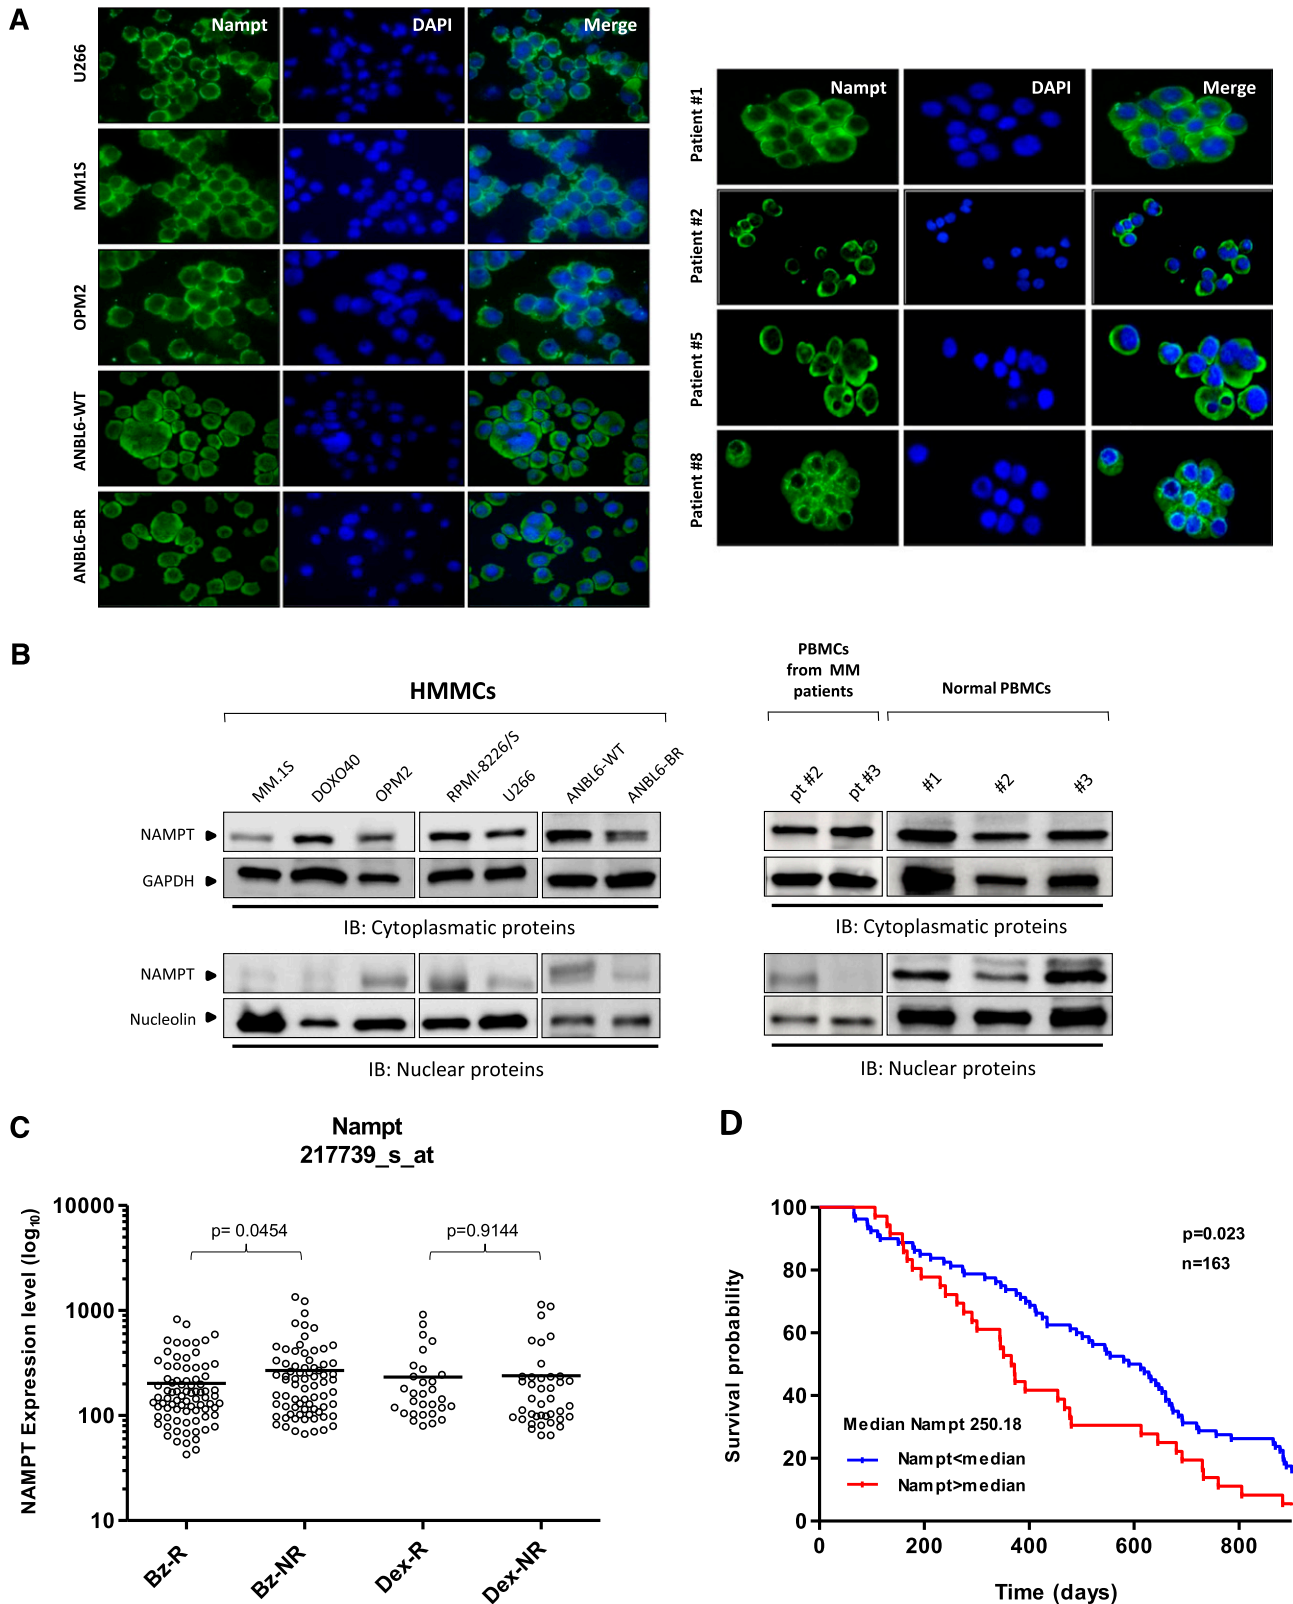 A
Nampt
DAPI
Merge
U266
MM1S
OPM2
ANBL6-WT
ANBL6-BR
Nampt
DAPI
Merge
Patient #1
Patient #2
Patient #5
Patient #8
B
HMMCs
PBMCs
from MM
patients
Normal PBMCs
MM.1S
DOXO40
OPM2
RPMI-8226/S
U266
ANBL6-WT
ANBL6-BR
pt #2
pt #3
#1
#2
#3
NAMPT
GAPDH
IB: Cytoplasmatic proteins
IB: Cytoplasmatic proteins
NAMPT
Nucleolin
IB: Nuclear proteins
IB: Nuclear proteins
C
Nampt
217739_s_at
NAMPT Expression level (log10)
10000
1000
100
10
p= 0.0454
p=0.9144
Bz-R
Bz-NR
Dex-R
Dex-NR
D
Survival probability
100
80
60
40
20
0
p=0.023
n=163
Median Nampt 250.18
Nampt<median
Nampt>median
0
200
400
600
800
Time (days)